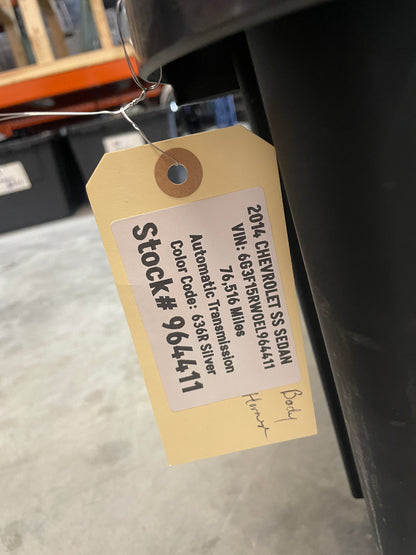 2014 CHEVROLET SS SEDAN
VIN: 6G3F15RW0EL964411
76,516 Miles
Automatic Transmission
Color Code: 636R Silver
Stock# 964411
Body